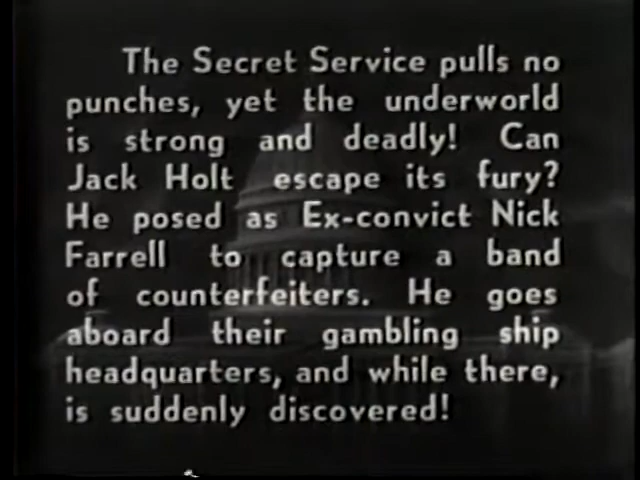 The Secret Service pulls no
punches, yet the underworld
is strong and deadly! Can
Jack Holt escape its fury?
He posed as Ex-convict Nick
Farrell to capture a band
of counterfeiters. He goes
aboard their gambling ship
headquarters, and while there,
is suddenly discovered!